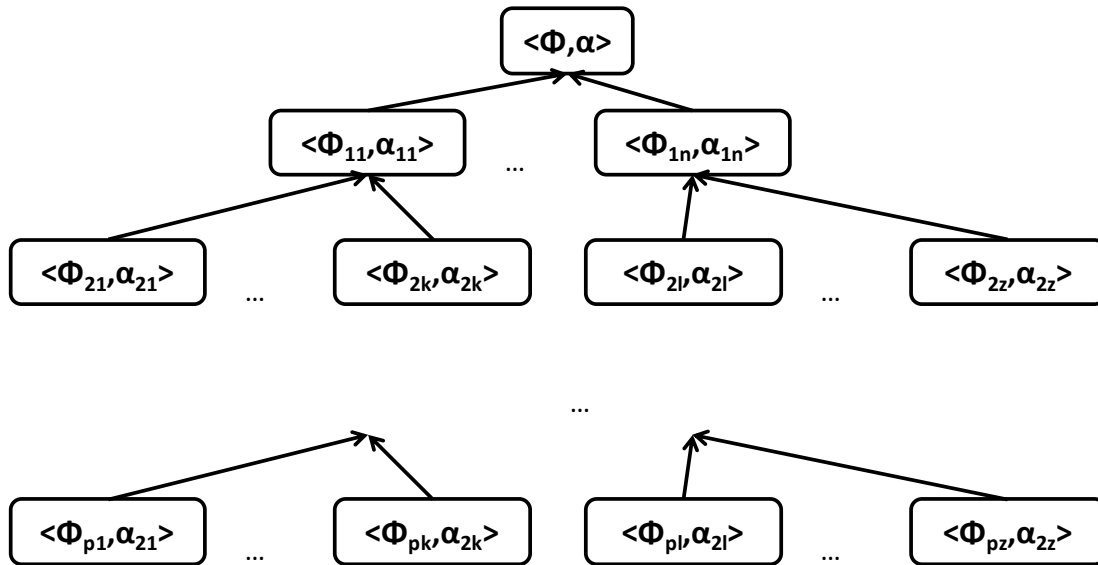 <Φ,α>
<Φ11,α11> ... <Φ1n,α1n>
<Φ21,α21> ... <Φ2k,α2k> <Φ2l,α2l> ... <Φ2z,α2z>
...
<Φp1,α21> ... <Φpk,α2k> <Φpl,α2l> ... <Φpz,α2z>